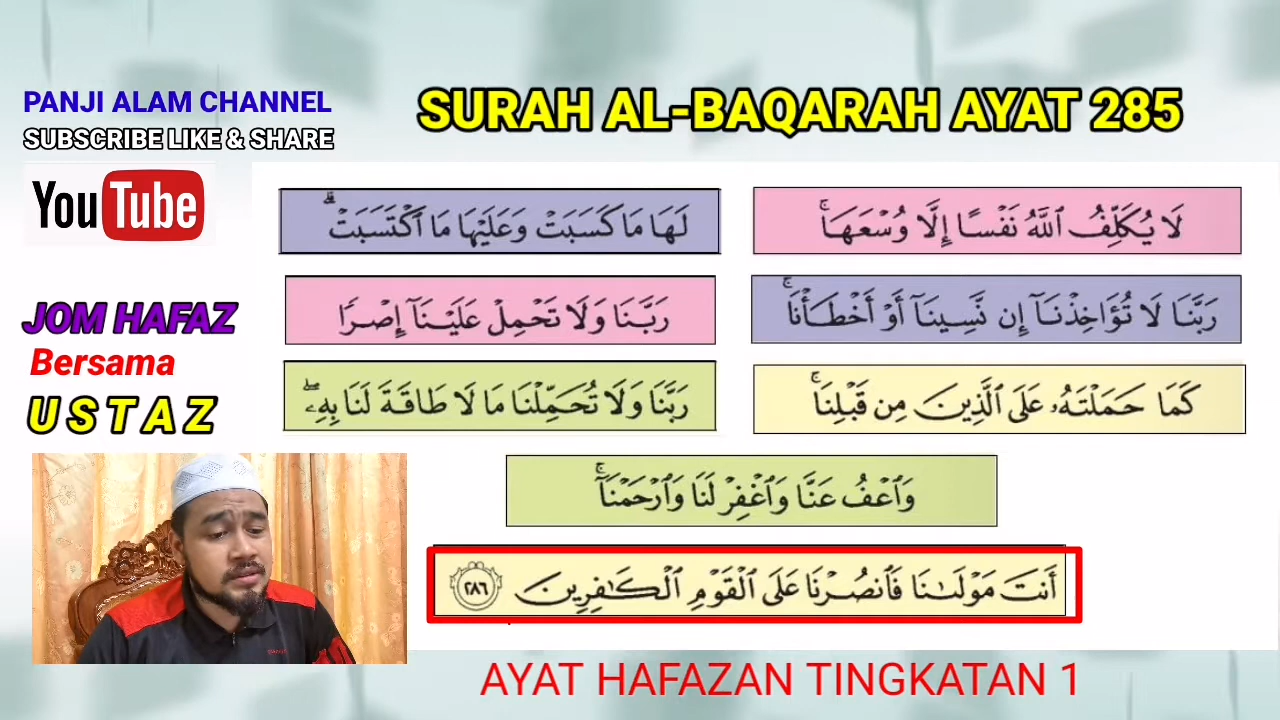 PANJI ALAM CHANNEL
SUBSCRIBE LIKE & SHARE
YouTube
SURAH AL-BAQARAH AYAT 285
لَا يُكَلِّفُ ٱللَّهُ نَفْسًا إِلَّا وُسْعَهَاۚ
لَهَا مَا كَسَبَتْ وَعَلَيْهَا مَا ٱكْتَسَبَتْۗ
رَبَّنَا لَا تُؤَاخِذْنَآ إِن نَّسِينَآ أَوْ أَخْطَأْنَاۚ
رَبَّنَا وَلَا تَحْمِلْ عَلَيْنَآ إِصْرًا
كَمَا حَمَلْتَهُۥ عَلَى ٱلَّذِينَ مِن قَبْلِنَاۚ
رَبَّنَا وَلَا تُحَمِّلْنَا مَا لَا طَاقَةَ لَنَا بِهِۦۖ
وَٱعْفُ عَنَّا وَٱغْفِرْ لَنَا وَٱرْحَمْنَآۚ
أَنتَ مَوْلَىٰنَا فَٱنصُرْنَا عَلَى ٱلْقَوْمِ ٱلْكَٰفِرِينَ ٢٨٦
JOM HAFAZ
Bersama
USTAZ
AYAT HAFAZAN TINGKATAN 1